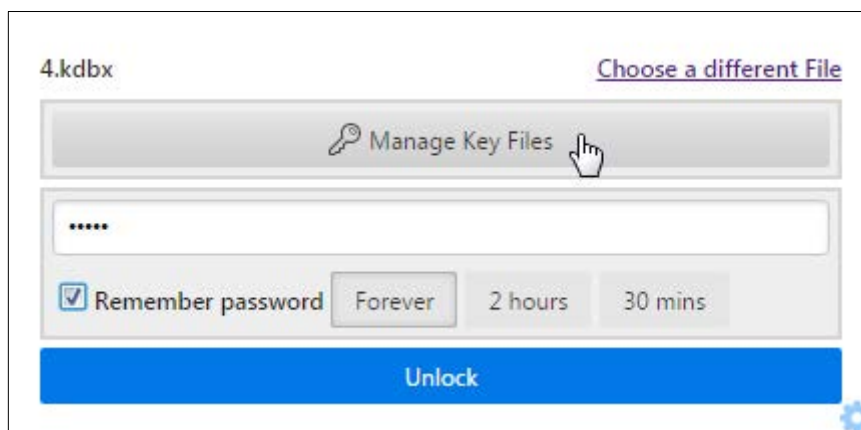 4.kdbx Choose a different File
Manage Key Files
•••••
Remember password Forever 2 hours 30 mins
Unlock